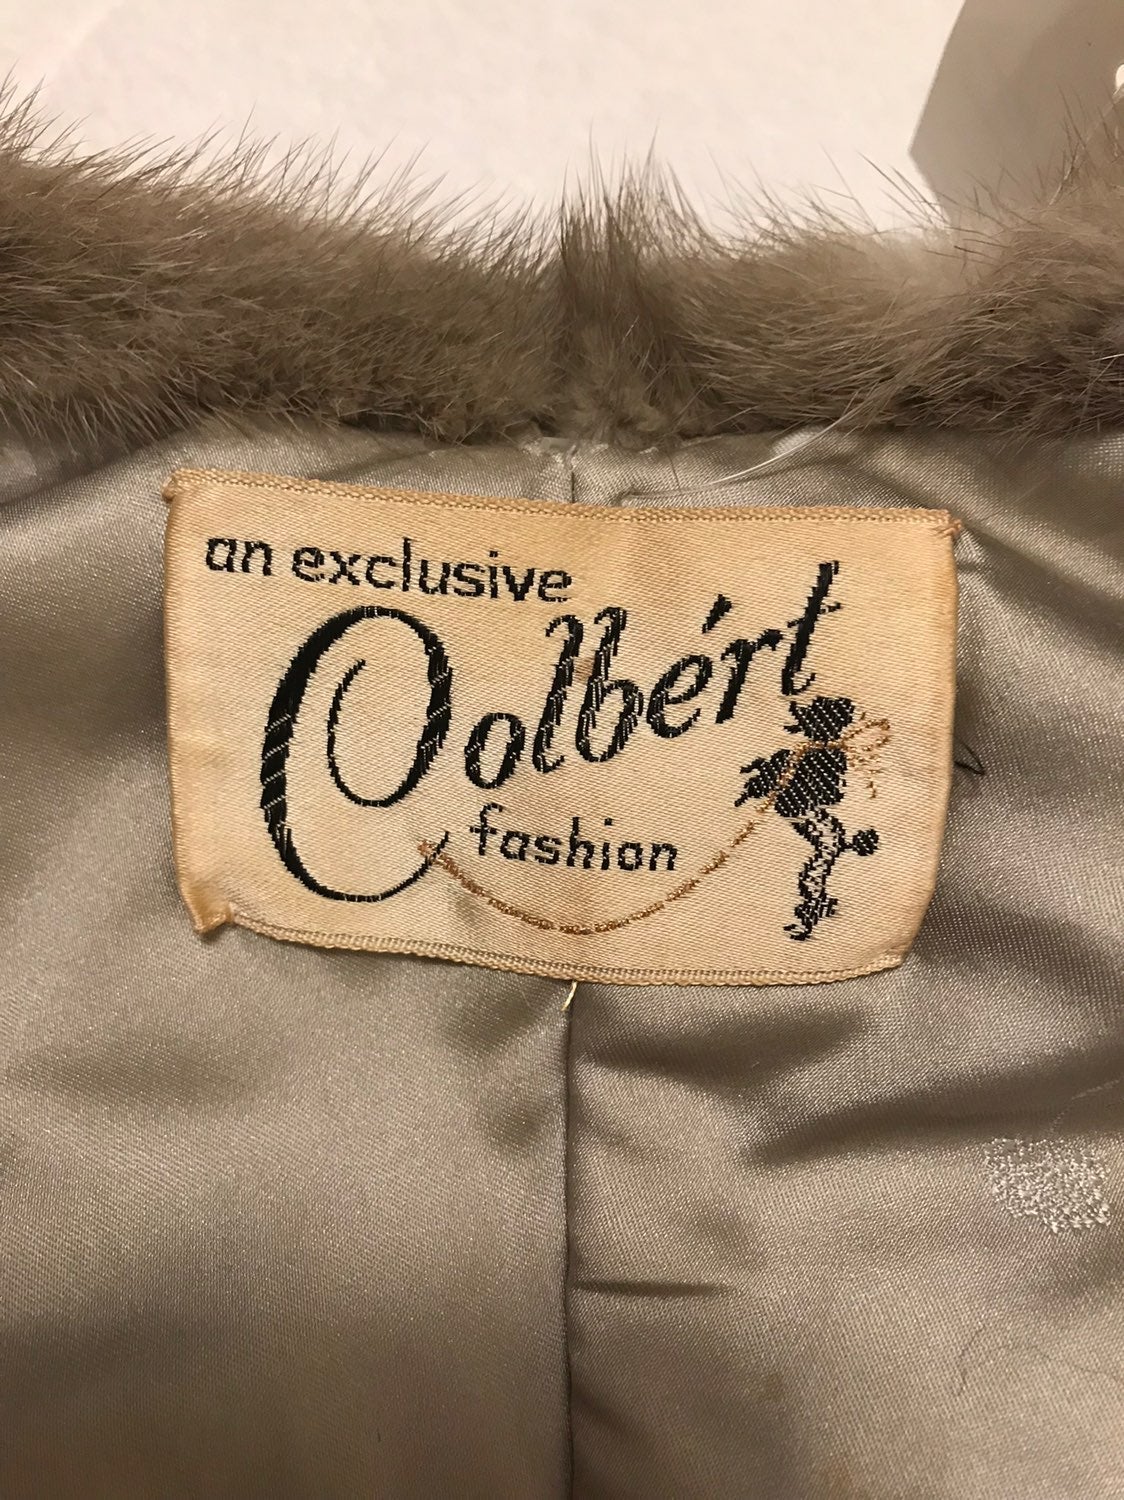 an exclusive
Colbért
fashion